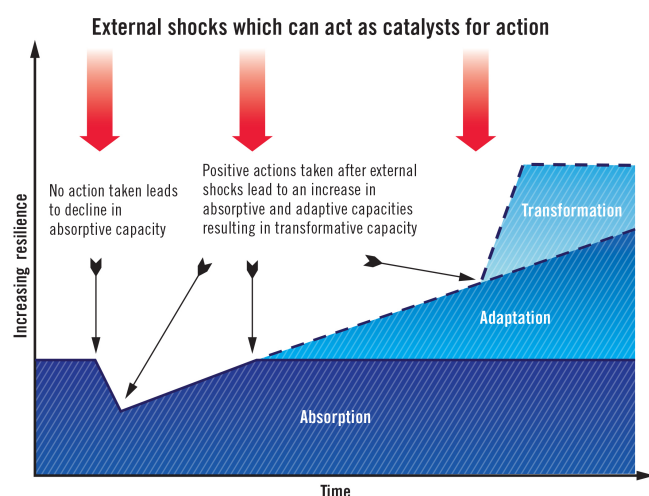 External shocks which can act as catalysts for action
No action taken leads
to decline in
absorptive capacity
Positive actions taken after external
shocks lead to an increase in
absorptive and adaptive capacities
resulting in transformative capacity
Increasing resilience
Transformation
Adaptation
Absorption
Time